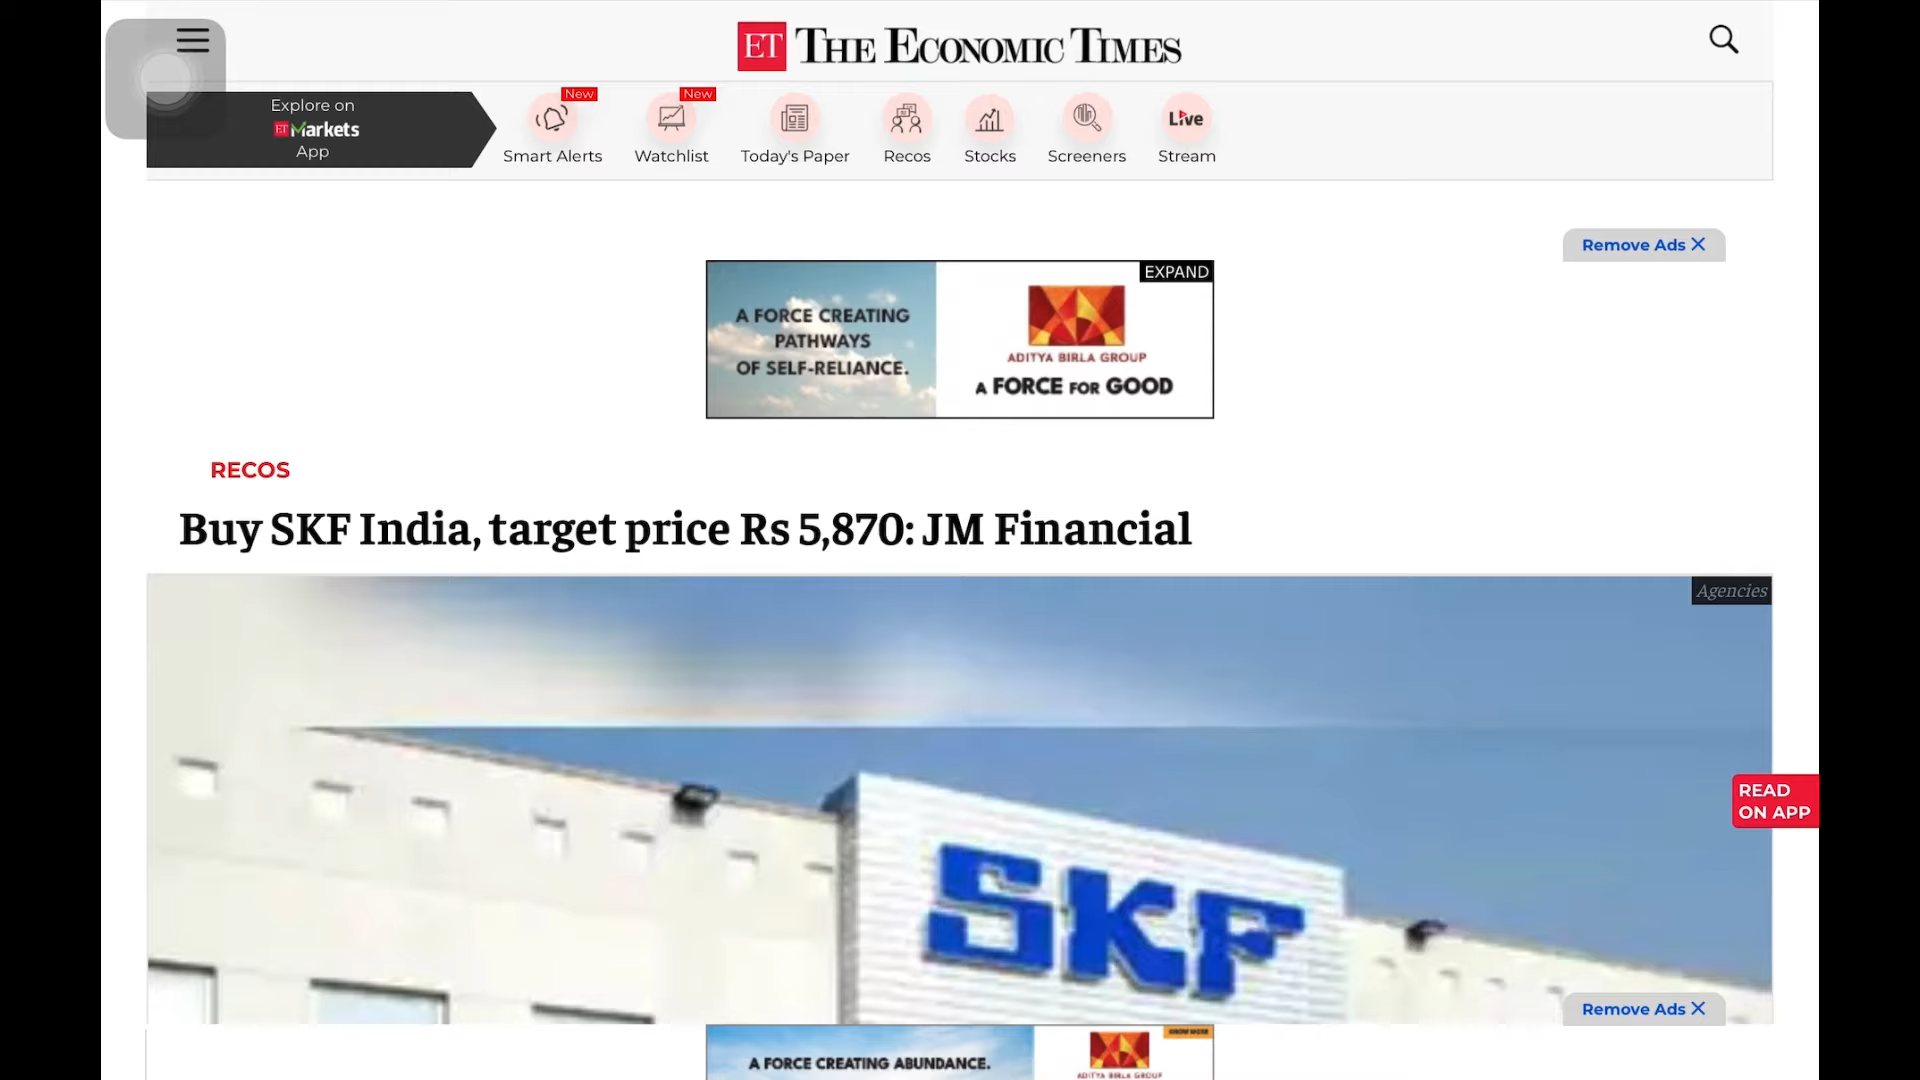 ET THE ECONOMIC TIMES
Explore on
ET Markets
App
New
Smart Alerts
New
Watchlist
Today's Paper
Recos
Stocks
Screeners
Live
Stream
Remove Ads
EXPAND
A FORCE CREATING
PATHWAYS
OF SELF-RELIANCE.
ADITYA BIRLA GROUP
A FORCE FOR GOOD
RECOS
Buy SKF India, target price Rs 5,870: JM Financial
Agencies
READ
ON APP
SKF
Remove Ads
A FORCE CREATING ABUNDANCE.
ADITYA BIRLA GROUP